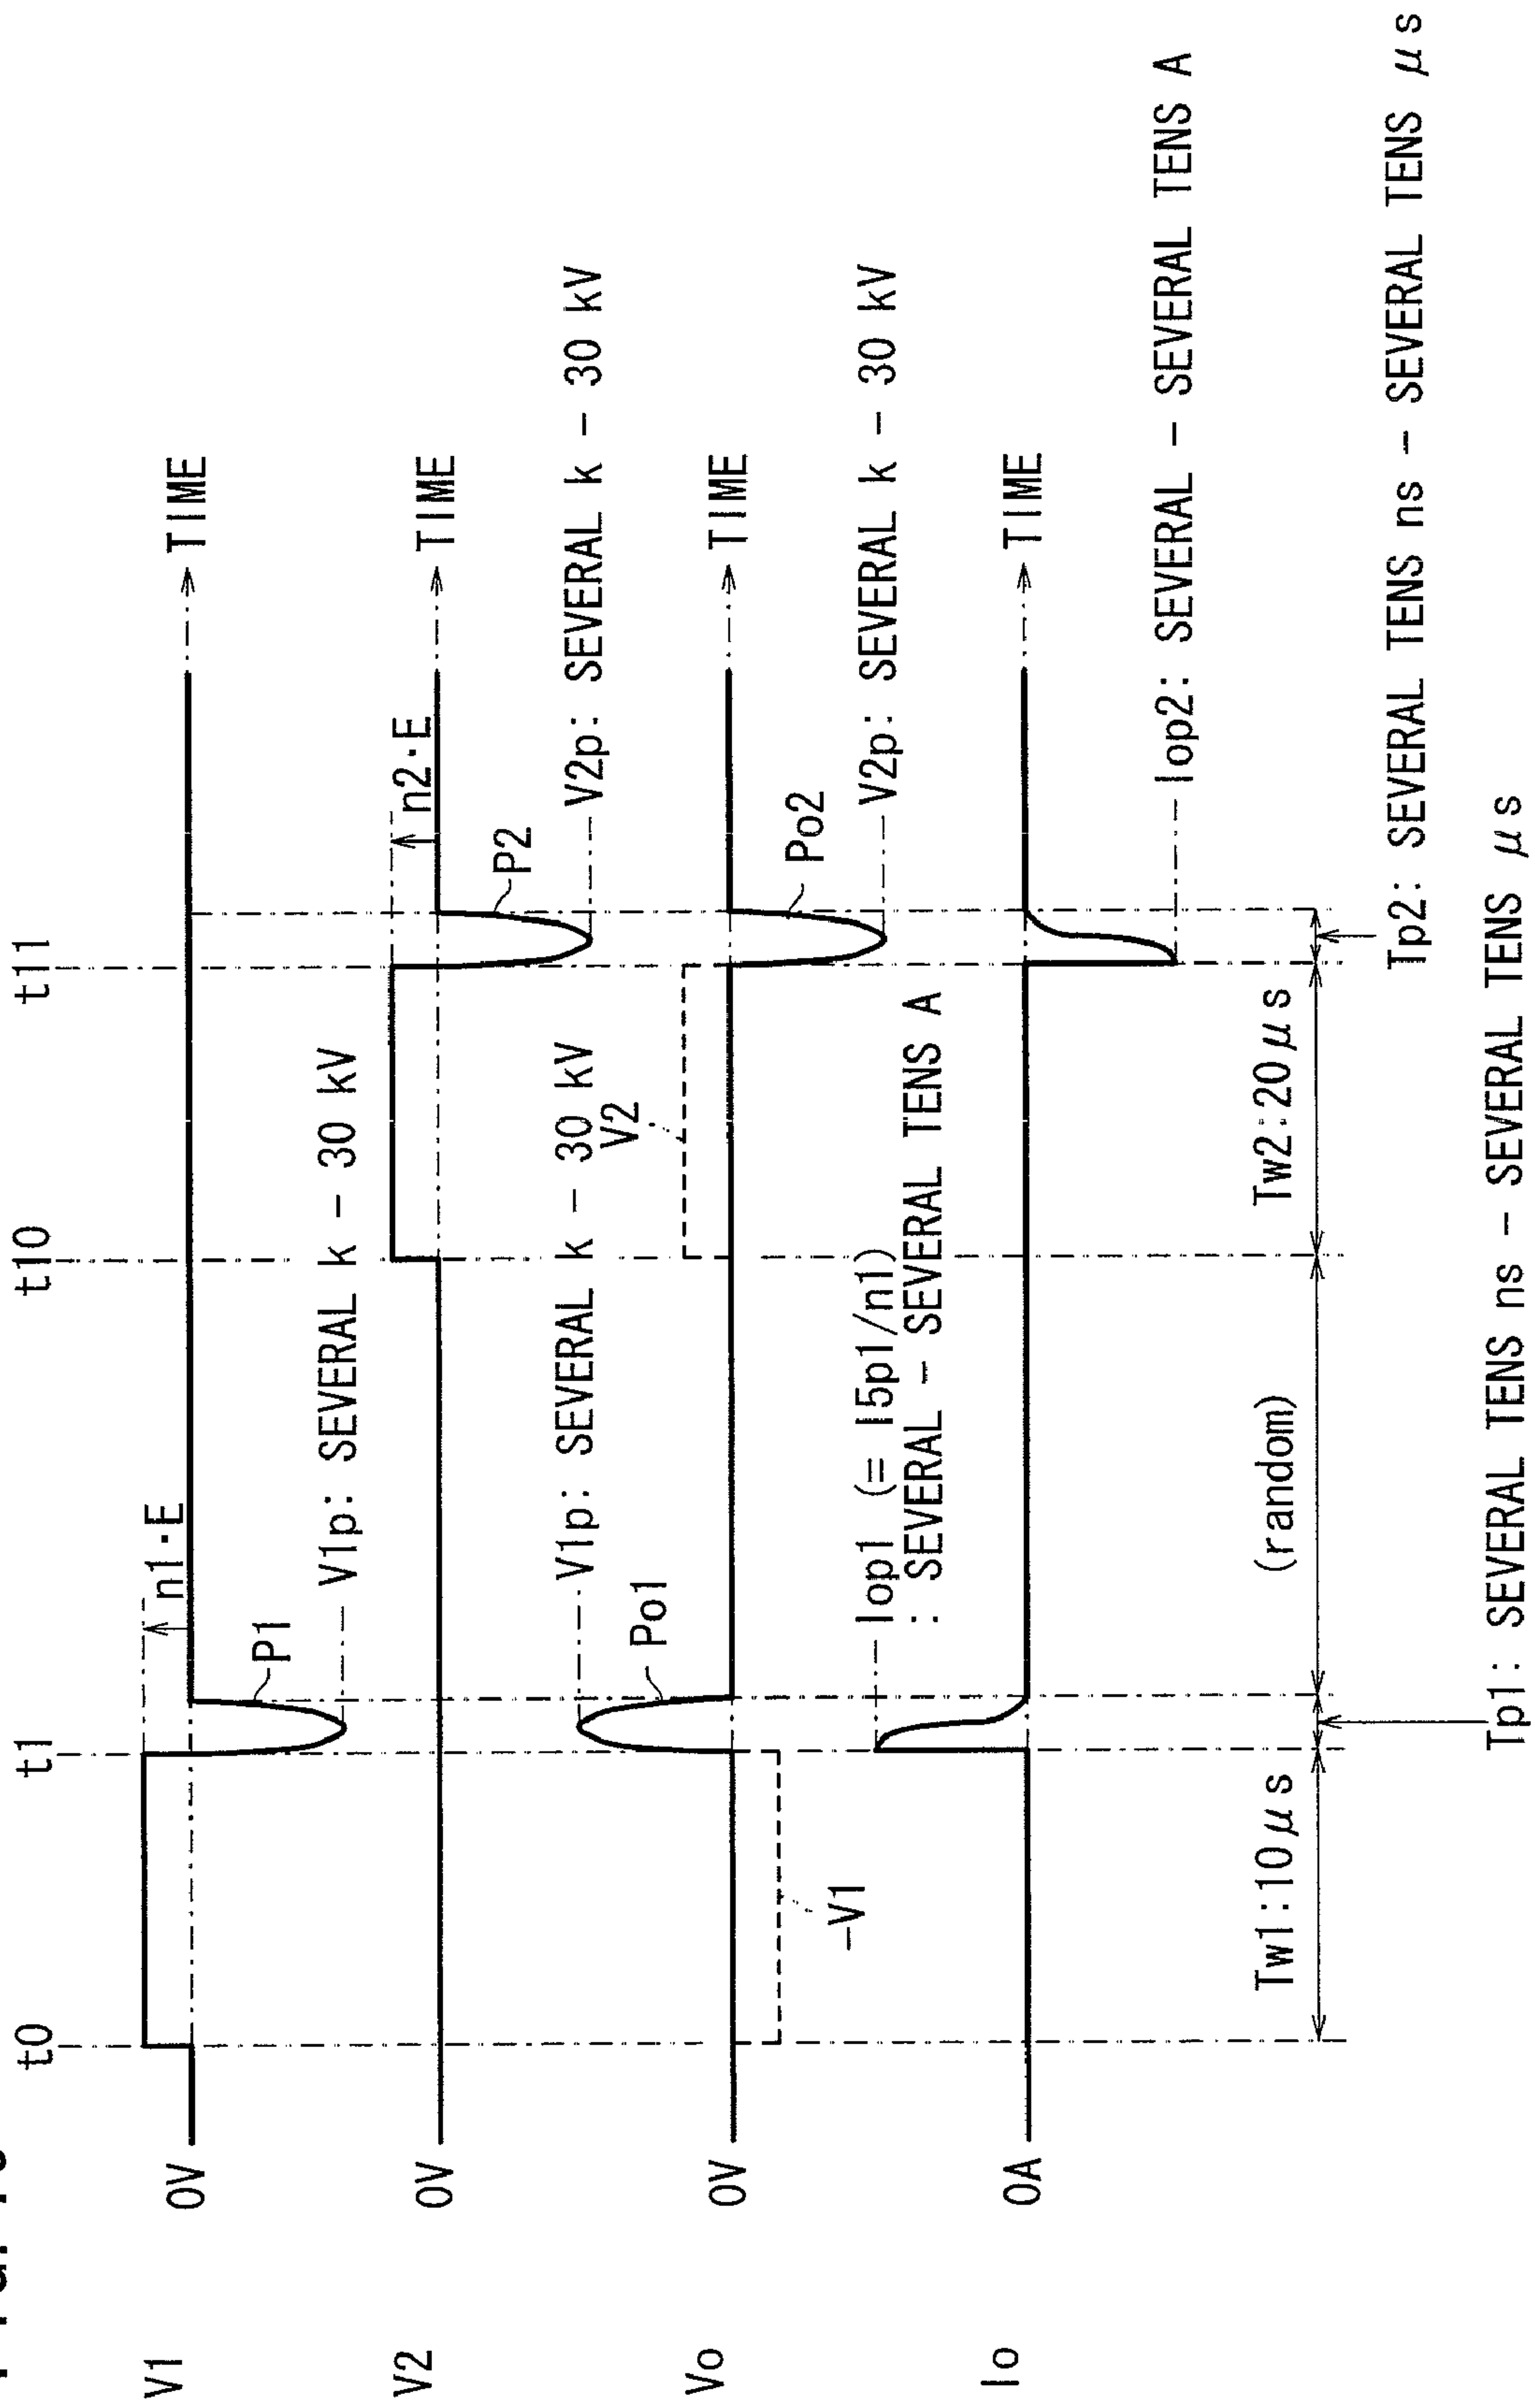 t0 t1 t10 t11
V1 0V TIME
n1·E
P1
V1p: SEVERAL k - 30 kV
V2 0V TIME
n2·E
P2
V2p: SEVERAL k - 30 kV
Vo 0V TIME
V1p: SEVERAL k - 30 kV
Po1
-V1
V2
Po2
V2p: SEVERAL k - 30 kV
Io 0A TIME
Iop1 (= I5p1/n1)
: SEVERAL - SEVERAL TENS A
Iop2: SEVERAL - SEVERAL TENS A
Tw1:10μs (random) Tw2:20μs
Tp2: SEVERAL TENS ns - SEVERAL TENS μs
Tp1: SEVERAL TENS ns - SEVERAL TENS μs